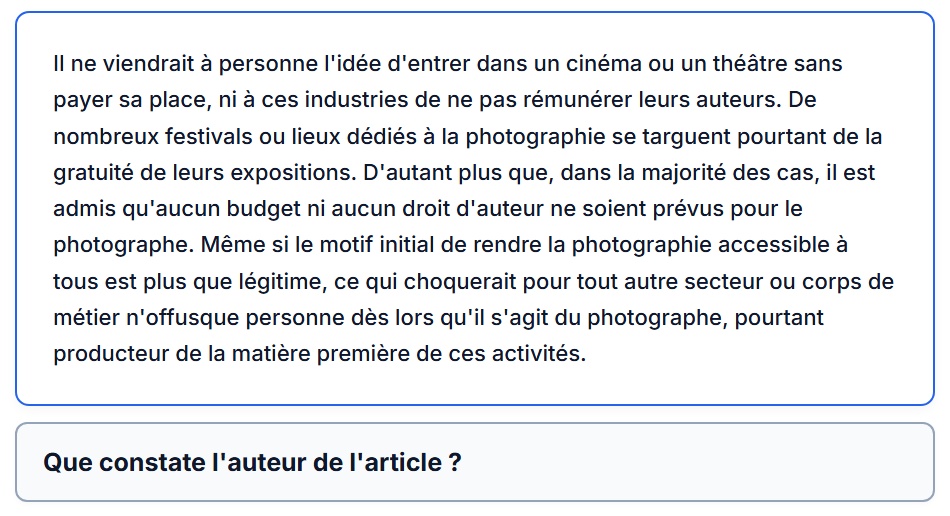 Il ne viendrait à personne l'idée d'entrer dans un cinéma ou un théâtre sans
payer sa place, ni à ces industries de ne pas rémunérer leurs auteurs. De
nombreux festivals ou lieux dédiés à la photographie se targuent pourtant de la
gratuité de leurs expositions. D'autant plus que, dans la majorité des cas, il est
admis qu'aucun budget ni aucun droit d'auteur ne soient prévus pour le
photographe. Même si le motif initial de rendre la photographie accessible à
tous est plus que légitime, ce qui choquerait pour tout autre secteur ou corps de
métier n'offusque personne dès lors qu'il s'agit du photographe, pourtant
producteur de la matière première de ces activités.
Que constate l'auteur de l'article ?